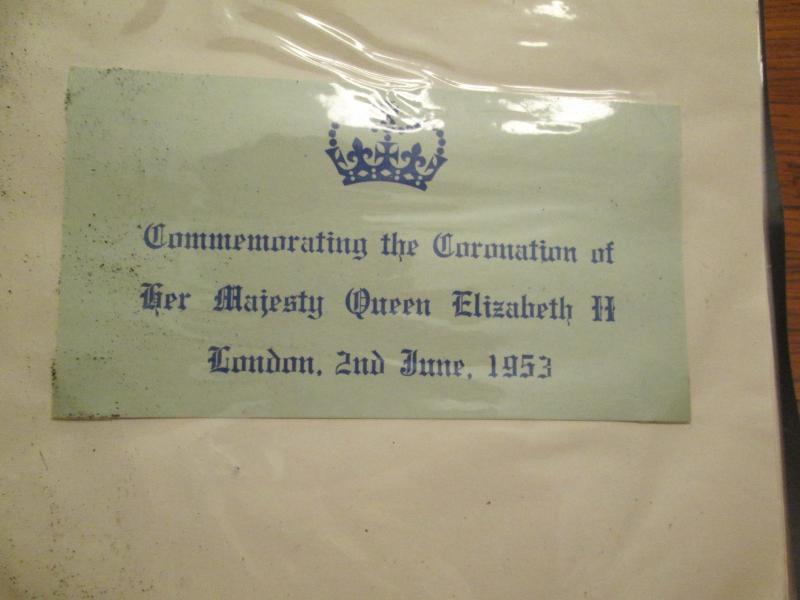 Commemorating the Coronation of
Her Majesty Queen Elizabeth II
London, 2nd June, 1953